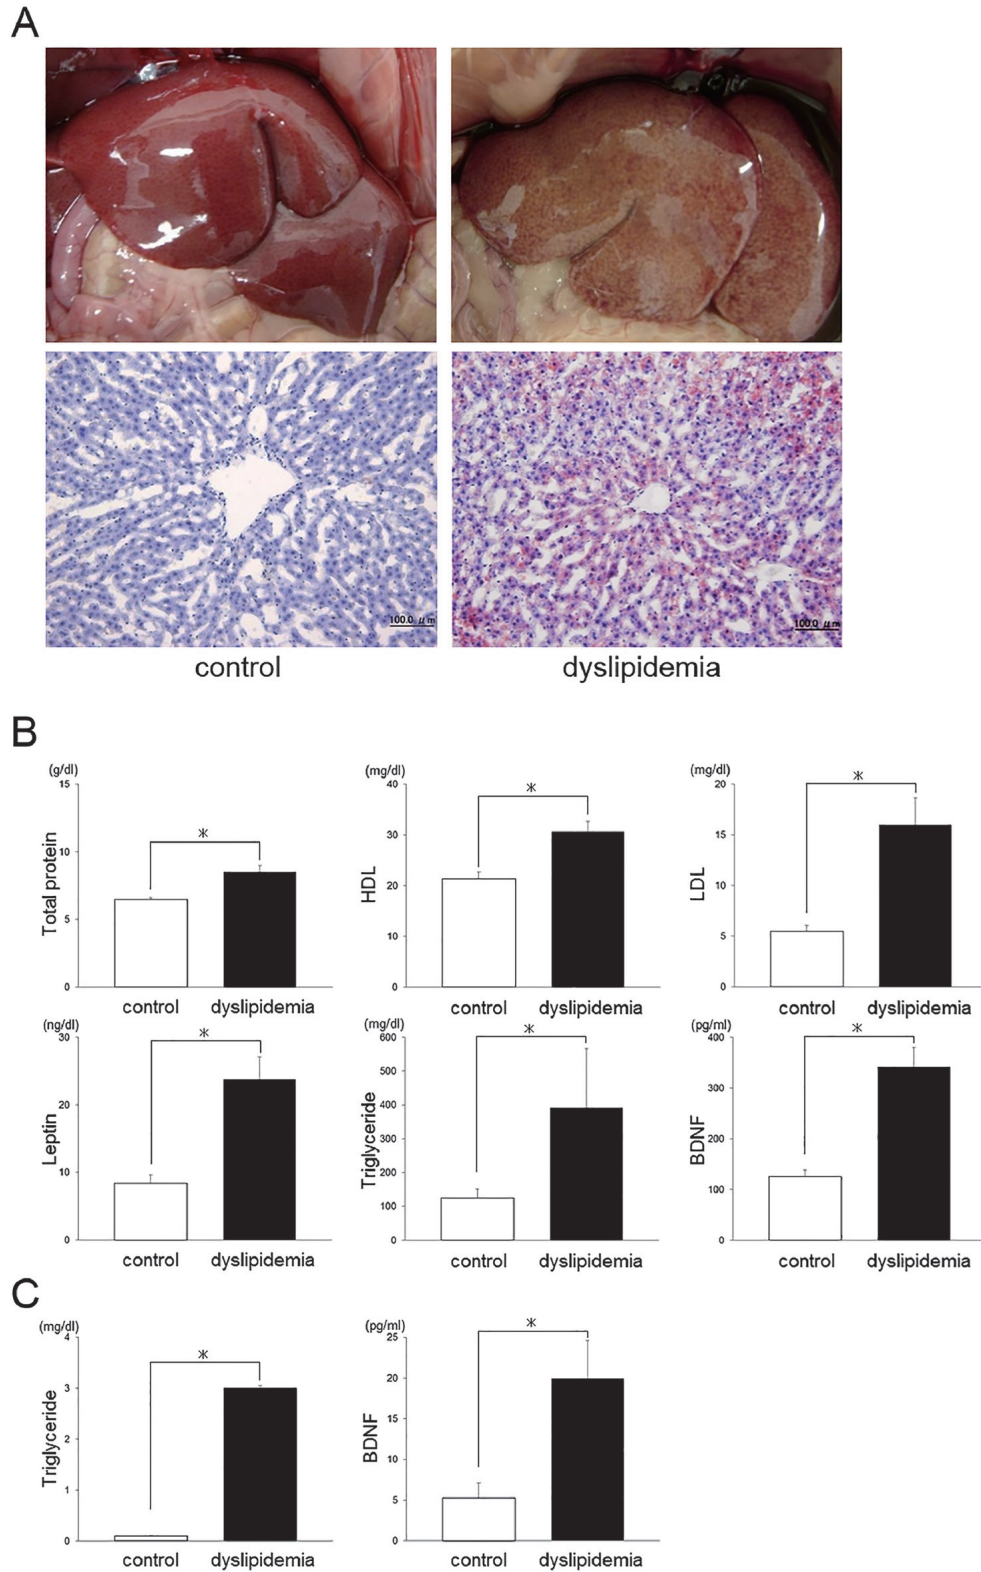 A
100.0 μm
100.0 μm
control dyslipidemia
B
(g/dl)
15
10
5
0
Total protein
control dyslipidemia
(mg/dl)
40
30
20
10
0
HDL
*
control dyslipidemia
(mg/dl)
20
15
10
5
0
LDL
*
control dyslipidemia
(ng/dl)
30
20
10
0
Leptin
*
control dyslipidemia
(mg/dl)
600
400
300
200
100
0
Triglyceride
*
control dyslipidemia
(pg/ml)
400
300
200
100
0
BDNF
*
control dyslipidemia
C
(mg/dl)
4
3
2
1
0
Triglyceride
*
control dyslipidemia
(pg/ml)
25
20
15
10
5
0
BDNF
*
control dyslipidemia